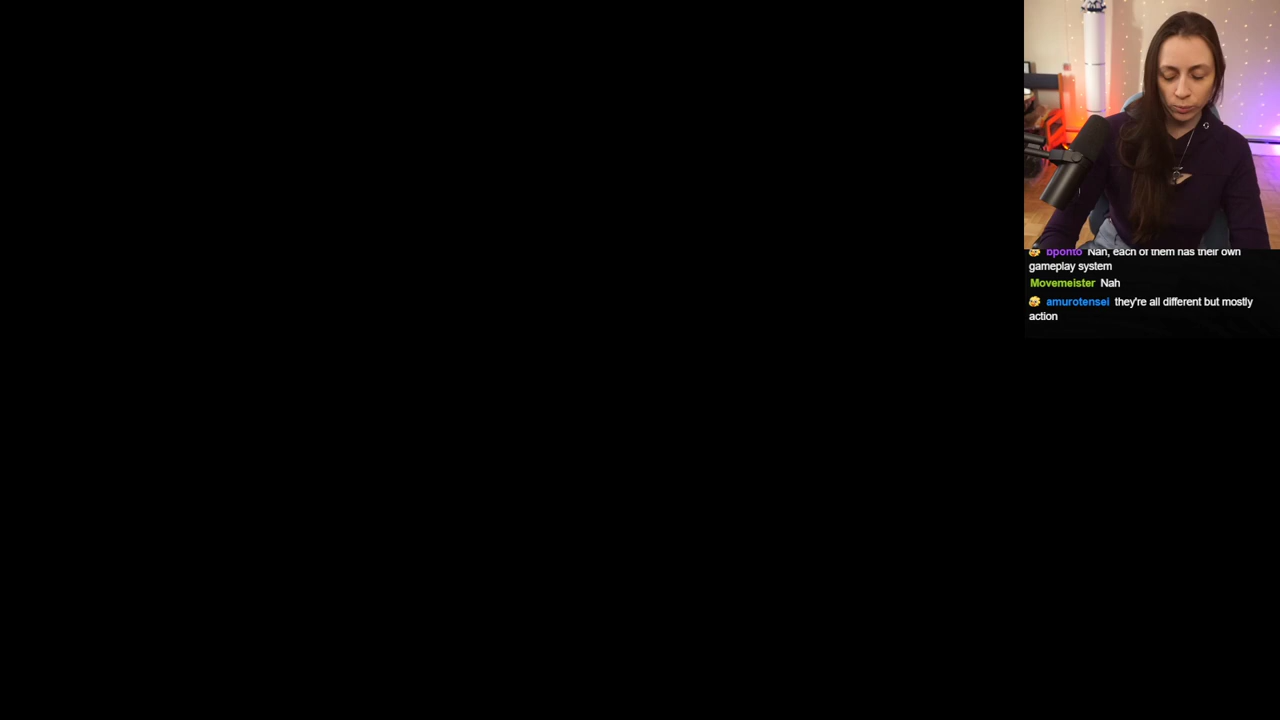 bponto Nah, each of them has their own
gameplay system
Movemeister Nah
amurotensei they're all different but mostly
action